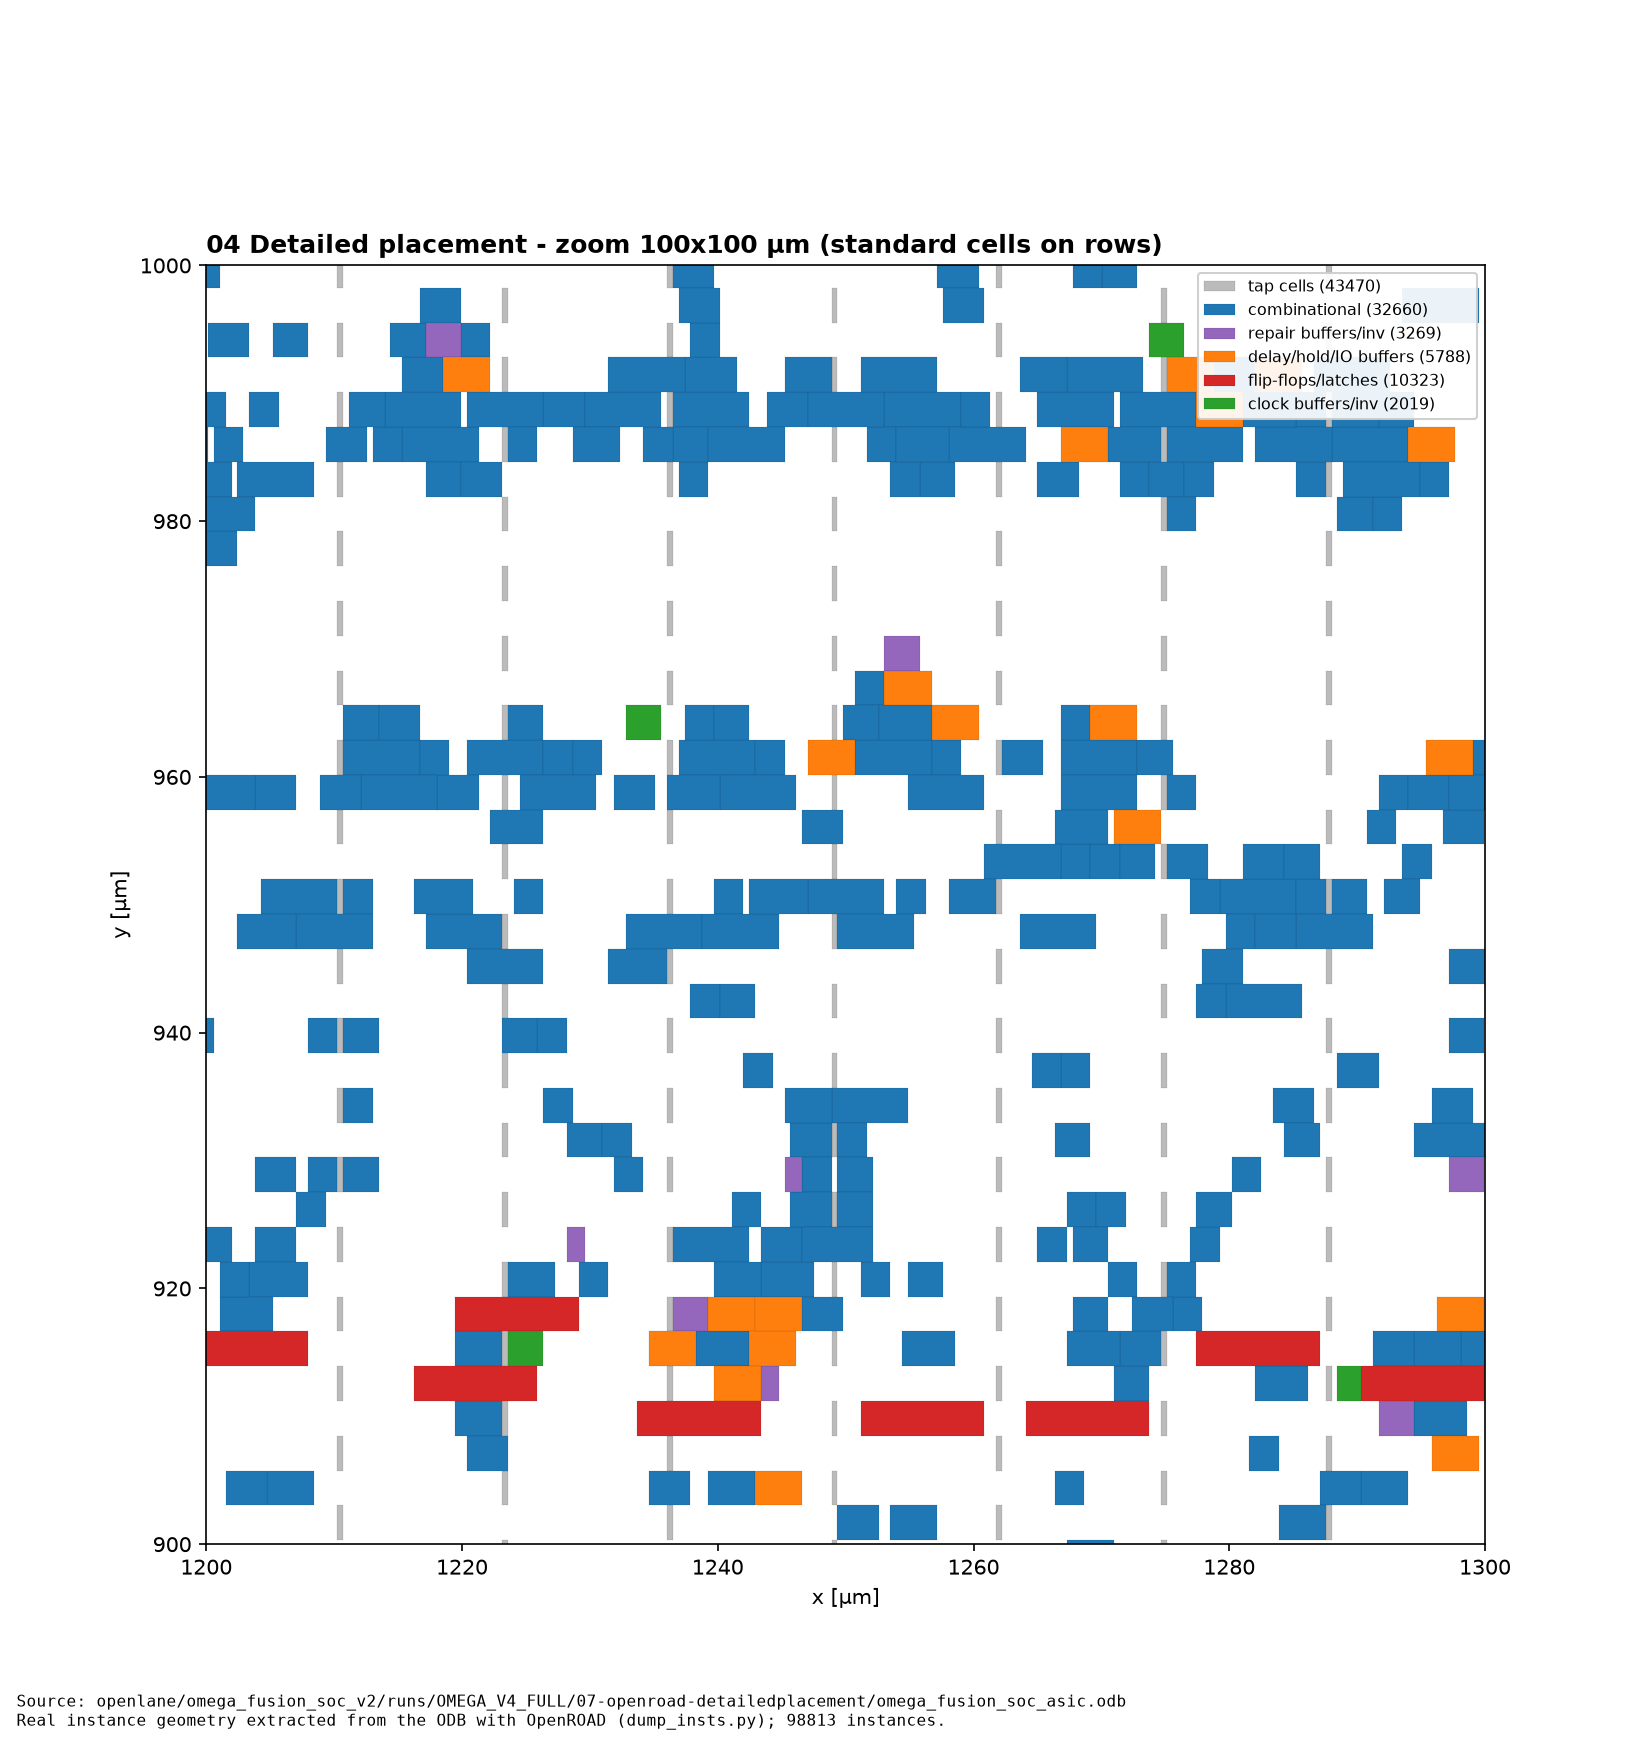 04 Detailed placement - zoom 100x100 µm (standard cells on rows)
tap cells (43470)
combinational (32660)
repair buffers/inv (3269)
delay/hold/IO buffers (5788)
flip-flops/latches (10323)
clock buffers/inv (2019)
1000
980
960
940
920
900
y [µm]
1200 1220 1240 1260 1280 1300
x [µm]
Source: openlane/omega_fusion_soc_v2/runs/OMEGA_V4_FULL/07-openroad-detailedplacement/omega_fusion_soc_asic.odb
Real instance geometry extracted from the ODB with OpenROAD (dump_insts.py); 98813 instances.